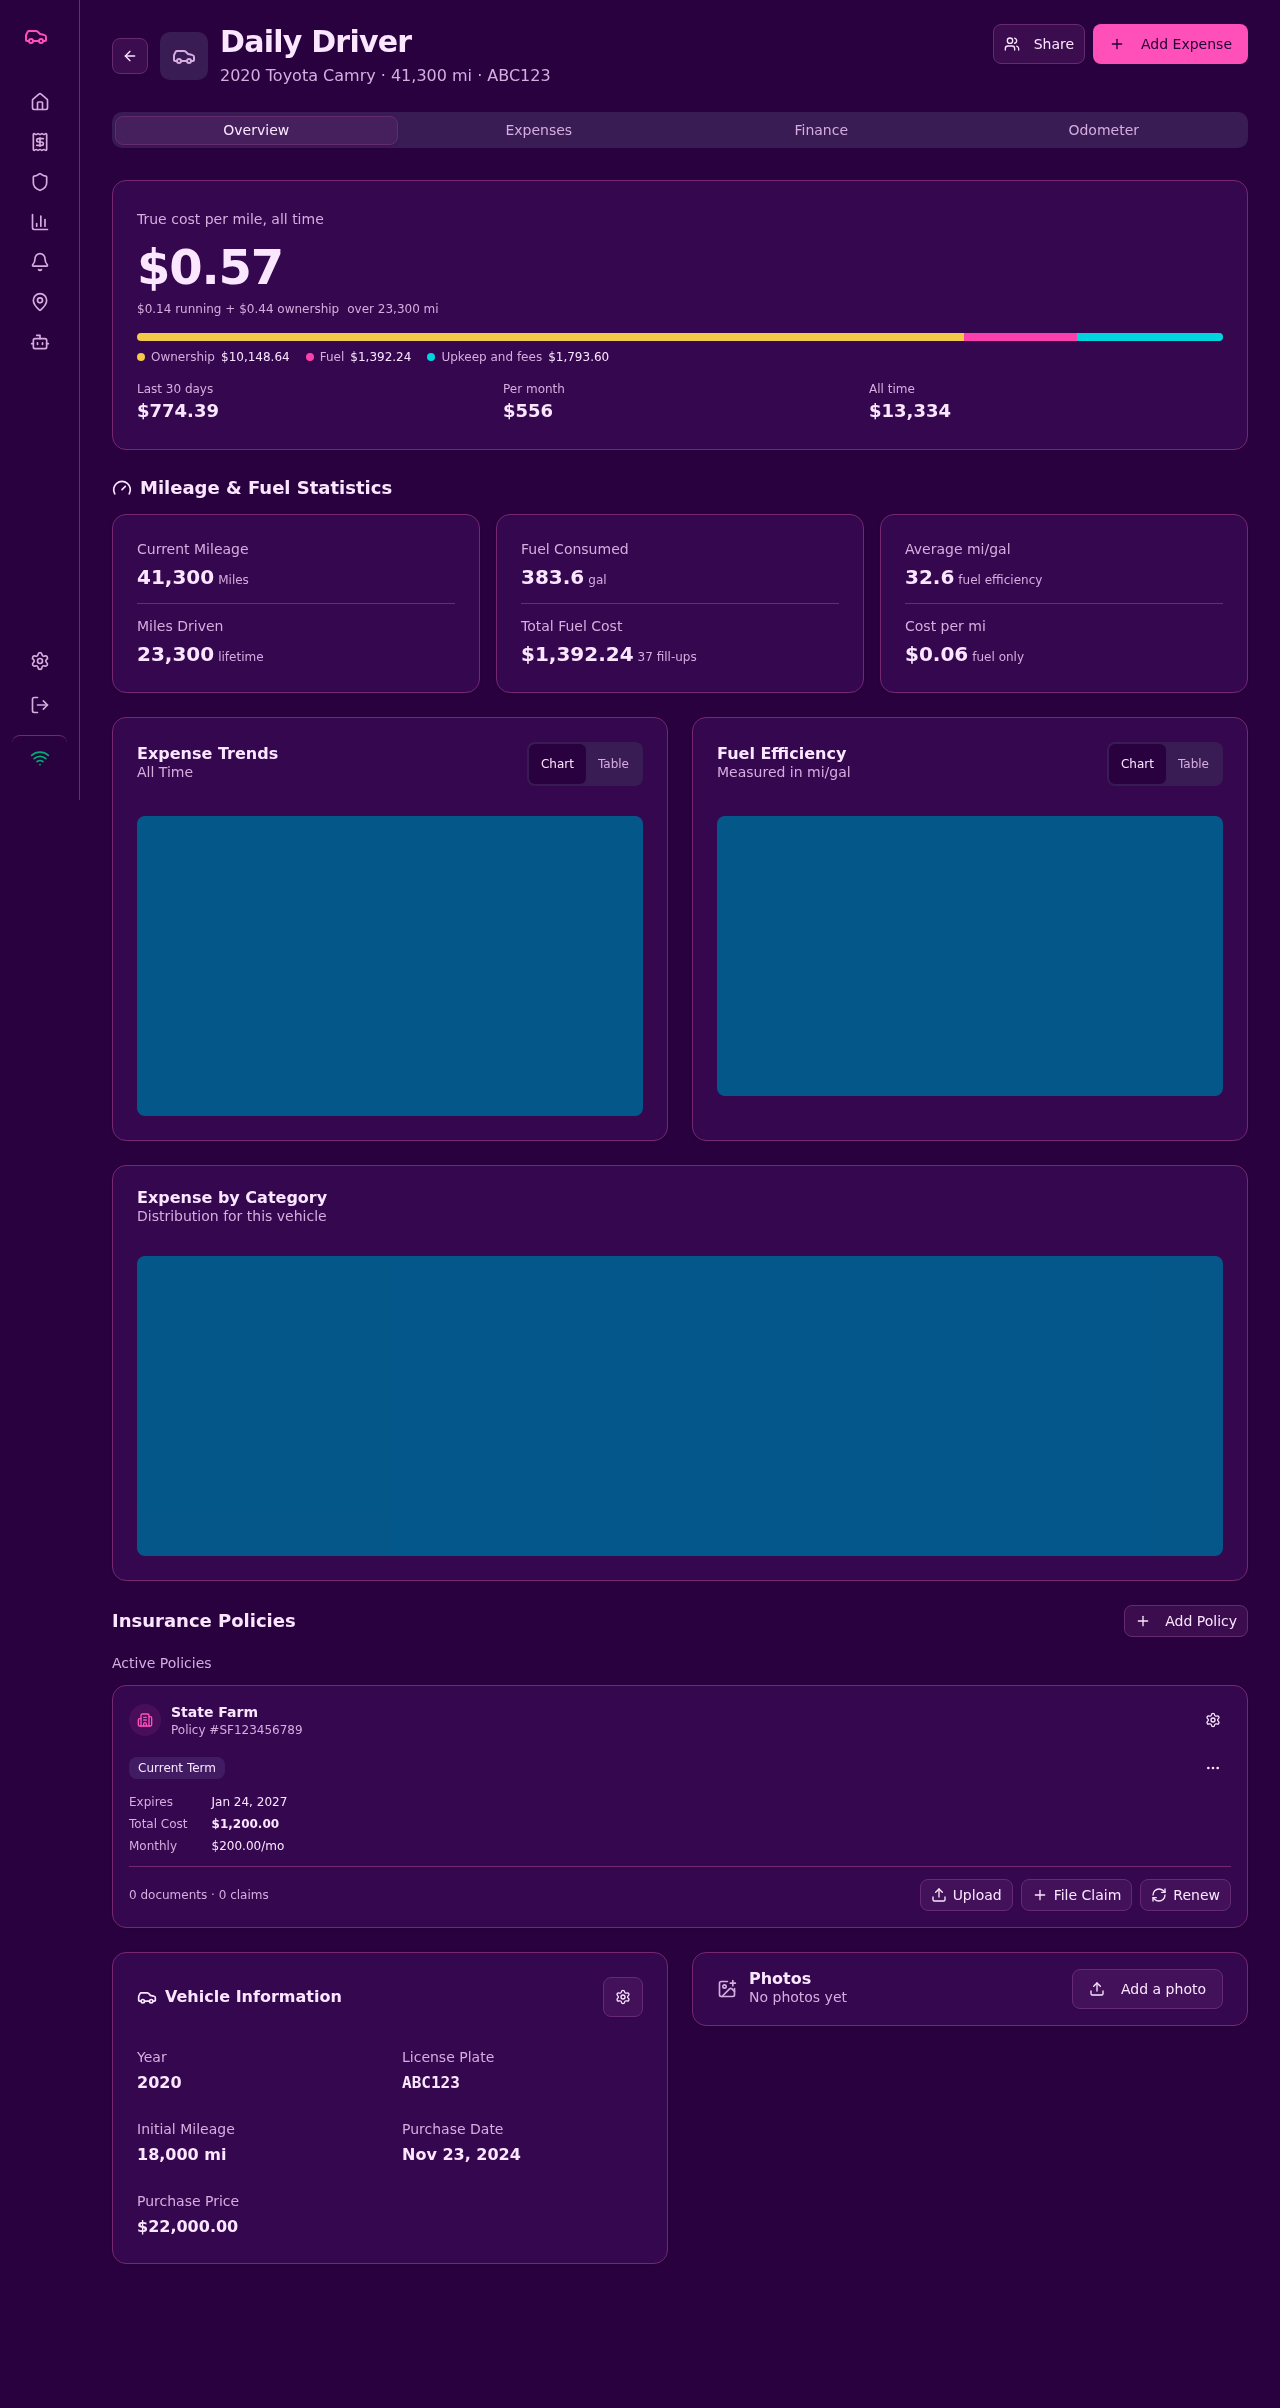 Daily Driver
2020 Toyota Camry · 41,300 mi · ABC123
Share
Add Expense
Overview
Expenses
Finance
Odometer
True cost per mile, all time
$0.57
$0.14 running + $0.44 ownership over 23,300 mi
Ownership $10,148.64
Fuel $1,392.24
Upkeep and fees $1,793.60
Last 30 days
$774.39
Per month
$556
All time
$13,334
Mileage & Fuel Statistics
Current Mileage
41,300 Miles
Miles Driven
23,300 lifetime
Fuel Consumed
383.6 gal
Total Fuel Cost
$1,392.24 37 fill-ups
Average mi/gal
32.6 fuel efficiency
Cost per mi
$0.06 fuel only
Expense Trends
All Time
Chart
Table
Fuel Efficiency
Measured in mi/gal
Chart
Table
Expense by Category
Distribution for this vehicle
Insurance Policies
Add Policy
Active Policies
State Farm
Policy #SF123456789
Current Term
Expires Jan 24, 2027
Total Cost $1,200.00
Monthly $200.00/mo
0 documents · 0 claims
Upload
File Claim
Renew
Vehicle Information
Year
2020
License Plate
ABC123
Initial Mileage
18,000 mi
Purchase Date
Nov 23, 2024
Purchase Price
$22,000.00
Photos
No photos yet
Add a photo